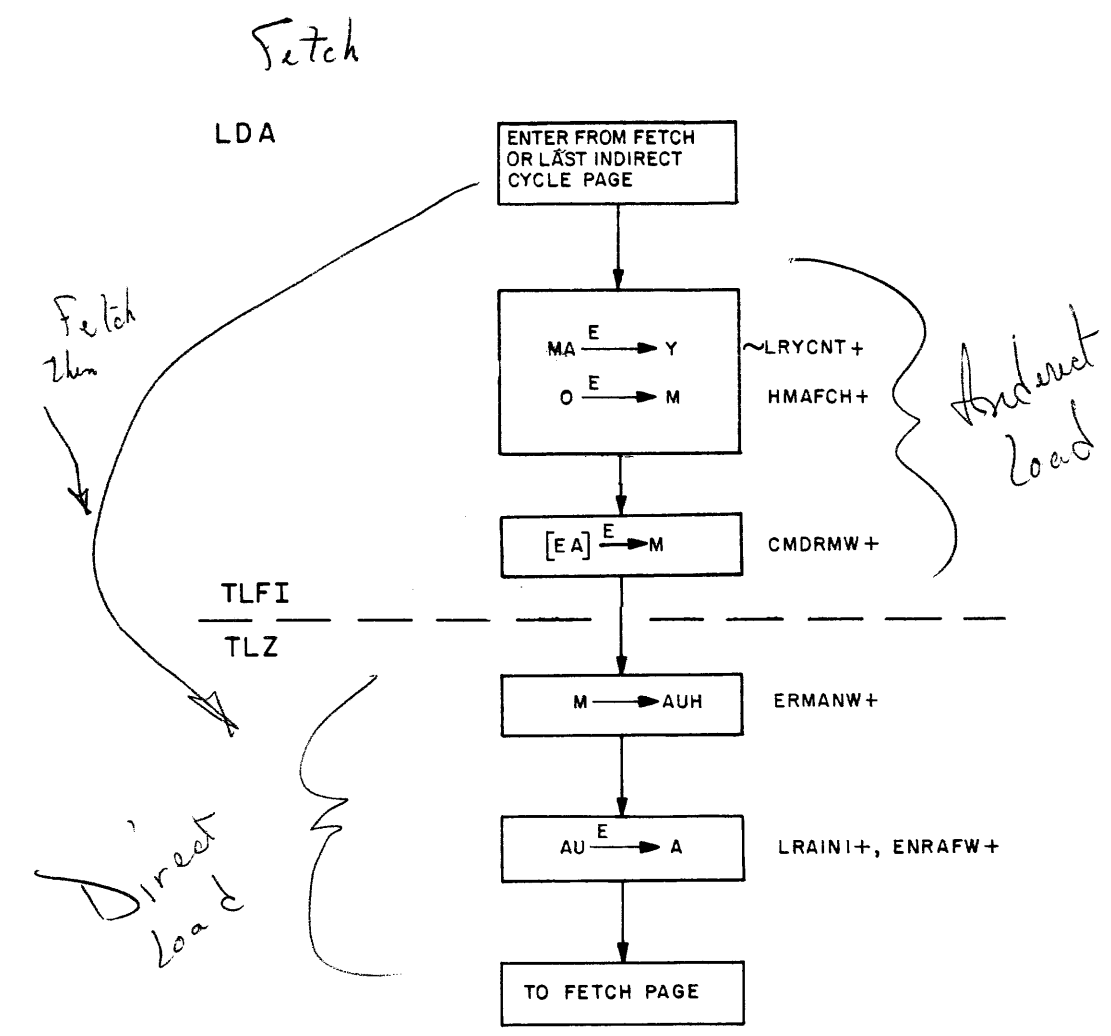 Fetch
LDA
ENTER FROM FETCH
OR LAST INDIRECT
CYCLE PAGE
Fetch
then
MA E Y
~LRYCNT+
O E M
HMAFCH+
Indirect
load
[EA] E M
CMDRMW+
TLFI
TLZ
M AUH
ERMANW+
Direct
load
AU E A
LRAINI+, ENRAFW+
TO FETCH PAGE